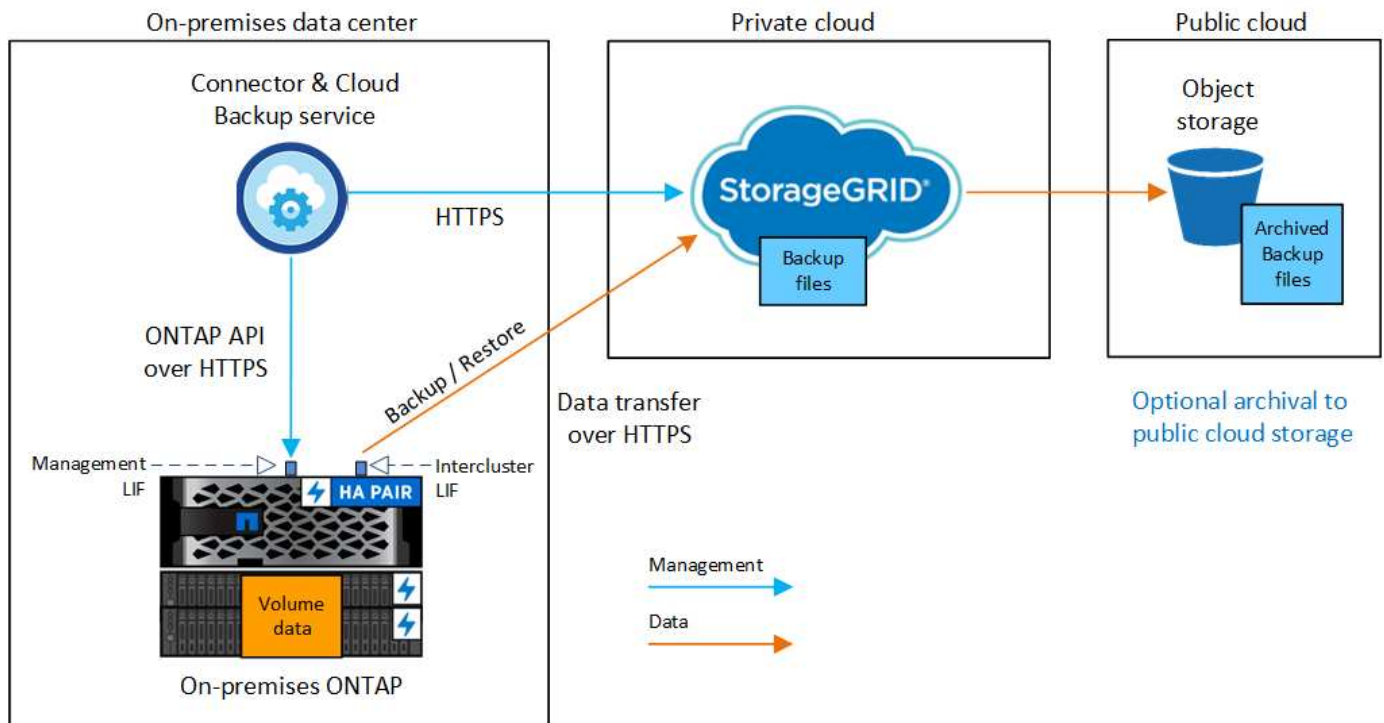 On-premises data center
Private cloud
Public cloud
Connector & Cloud
Backup service
Object
storage
StorageGRID®
HTTPS
Backup
files
Archived
Backup
files
ONTAP API
over HTTPS
Backup / Restore
Data transfer
over HTTPS
Optional archival to
public cloud storage
Management
LIF
Intercluster
LIF
HA PAIR
Volume
data
On-premises ONTAP
Management
Data